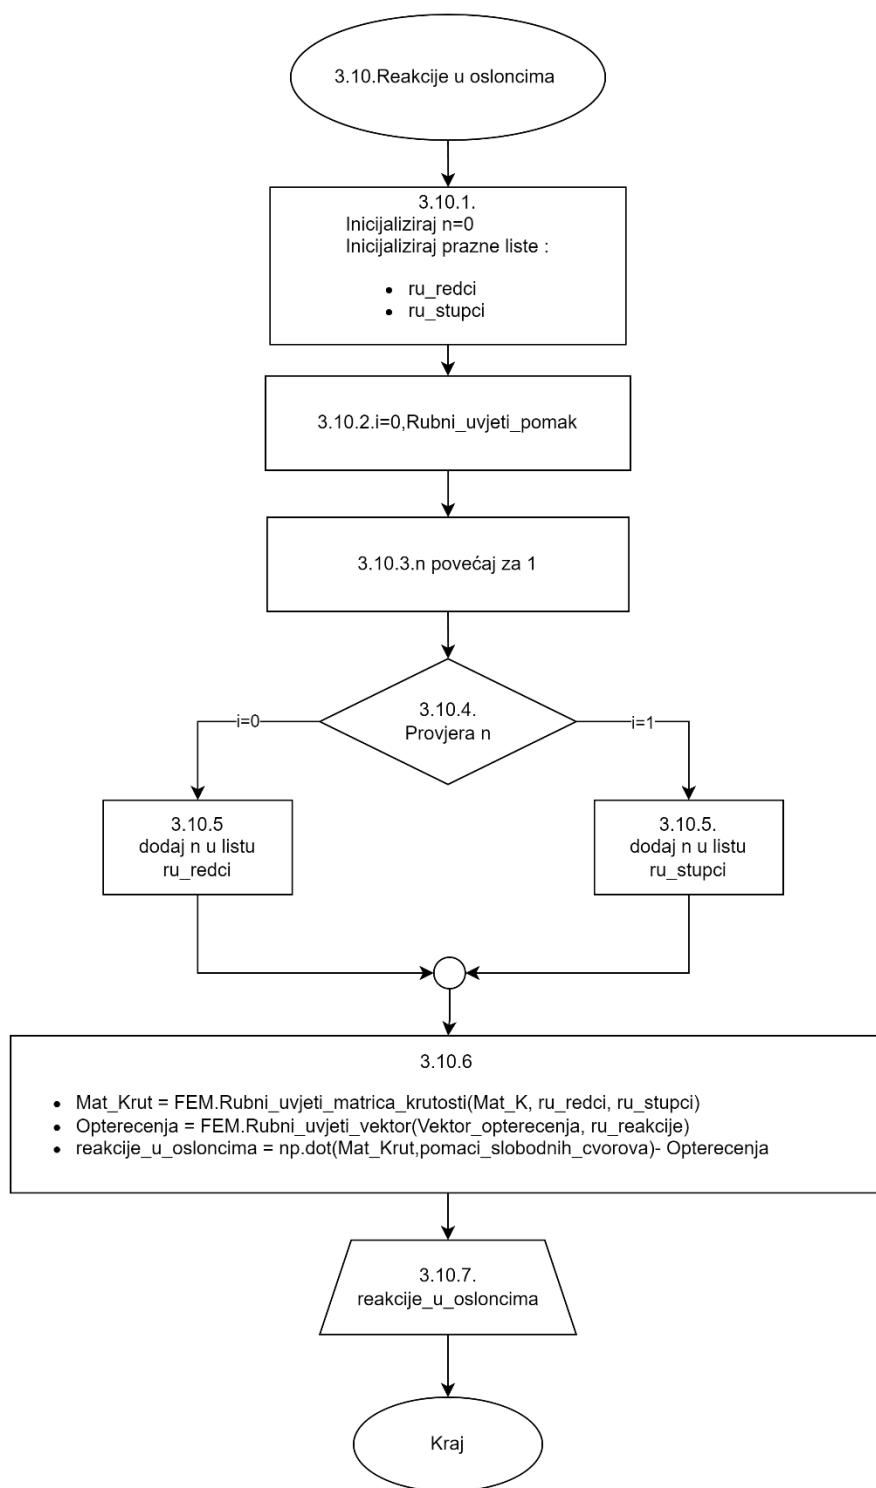 3.10.Reakcije u osloncima
3.10.1.
Inicijaliziraj n=0
Inicijaliziraj prazne liste :
• ru_redci
• ru_stupci
3.10.2.i=0,Rubni_uvjeti_pomak
3.10.3.n povećaj za 1
3.10.4.
Provjera n
i=0
i=1
3.10.5
dodaj n u listu
ru_redci
3.10.5.
dodaj n u listu
ru_stupci
3.10.6
• Mat_Krut = FEM.Rubni_uvjeti_matrica_krutosti(Mat_K, ru_redci, ru_stupci)
• Opterecenja = FEM.Rubni_uvjeti_vektor(Vektor_opterecenja, ru_reakcije)
• reakcije_u_osloncima = np.dot(Mat_Krut,pomaci_slobodnih_cvorova)- Opterecenja
3.10.7.
reakcije_u_osloncima
Kraj